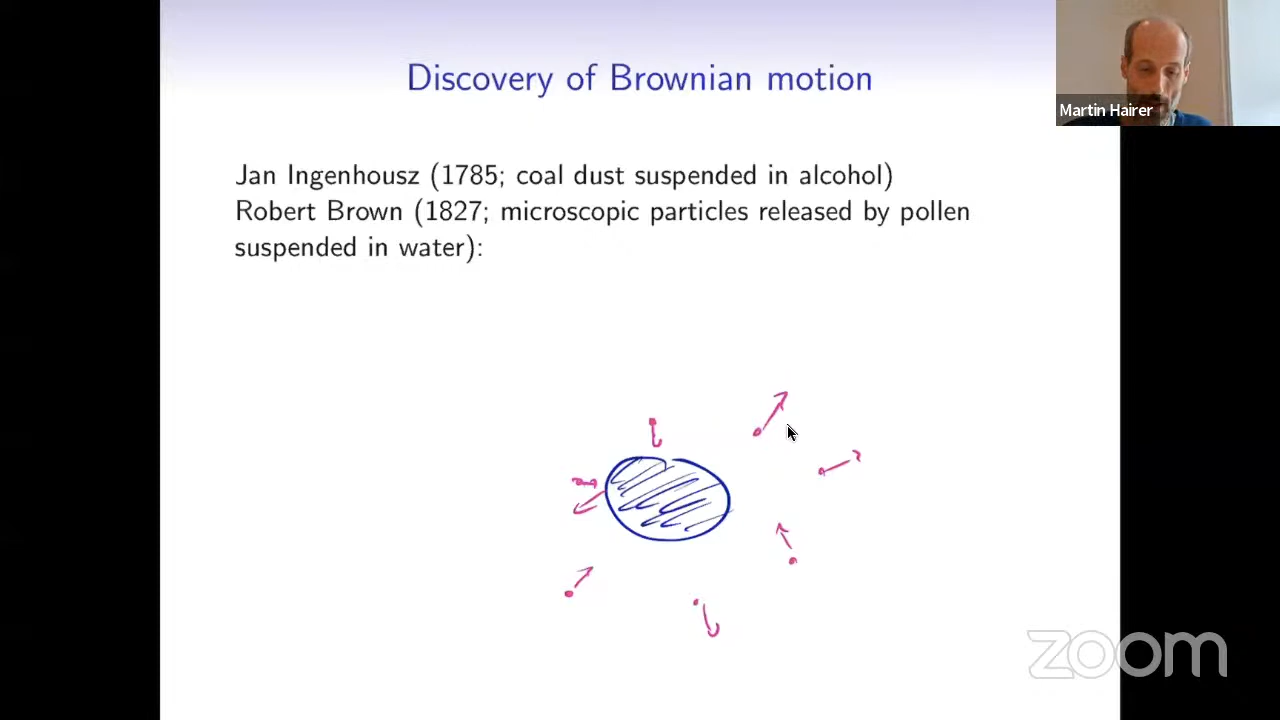 Discovery of Brownian motion
Martin Hairer
Jan Ingenhousz (1785; coal dust suspended in alcohol)
Robert Brown (1827; microscopic particles released by pollen
suspended in water):
zoom